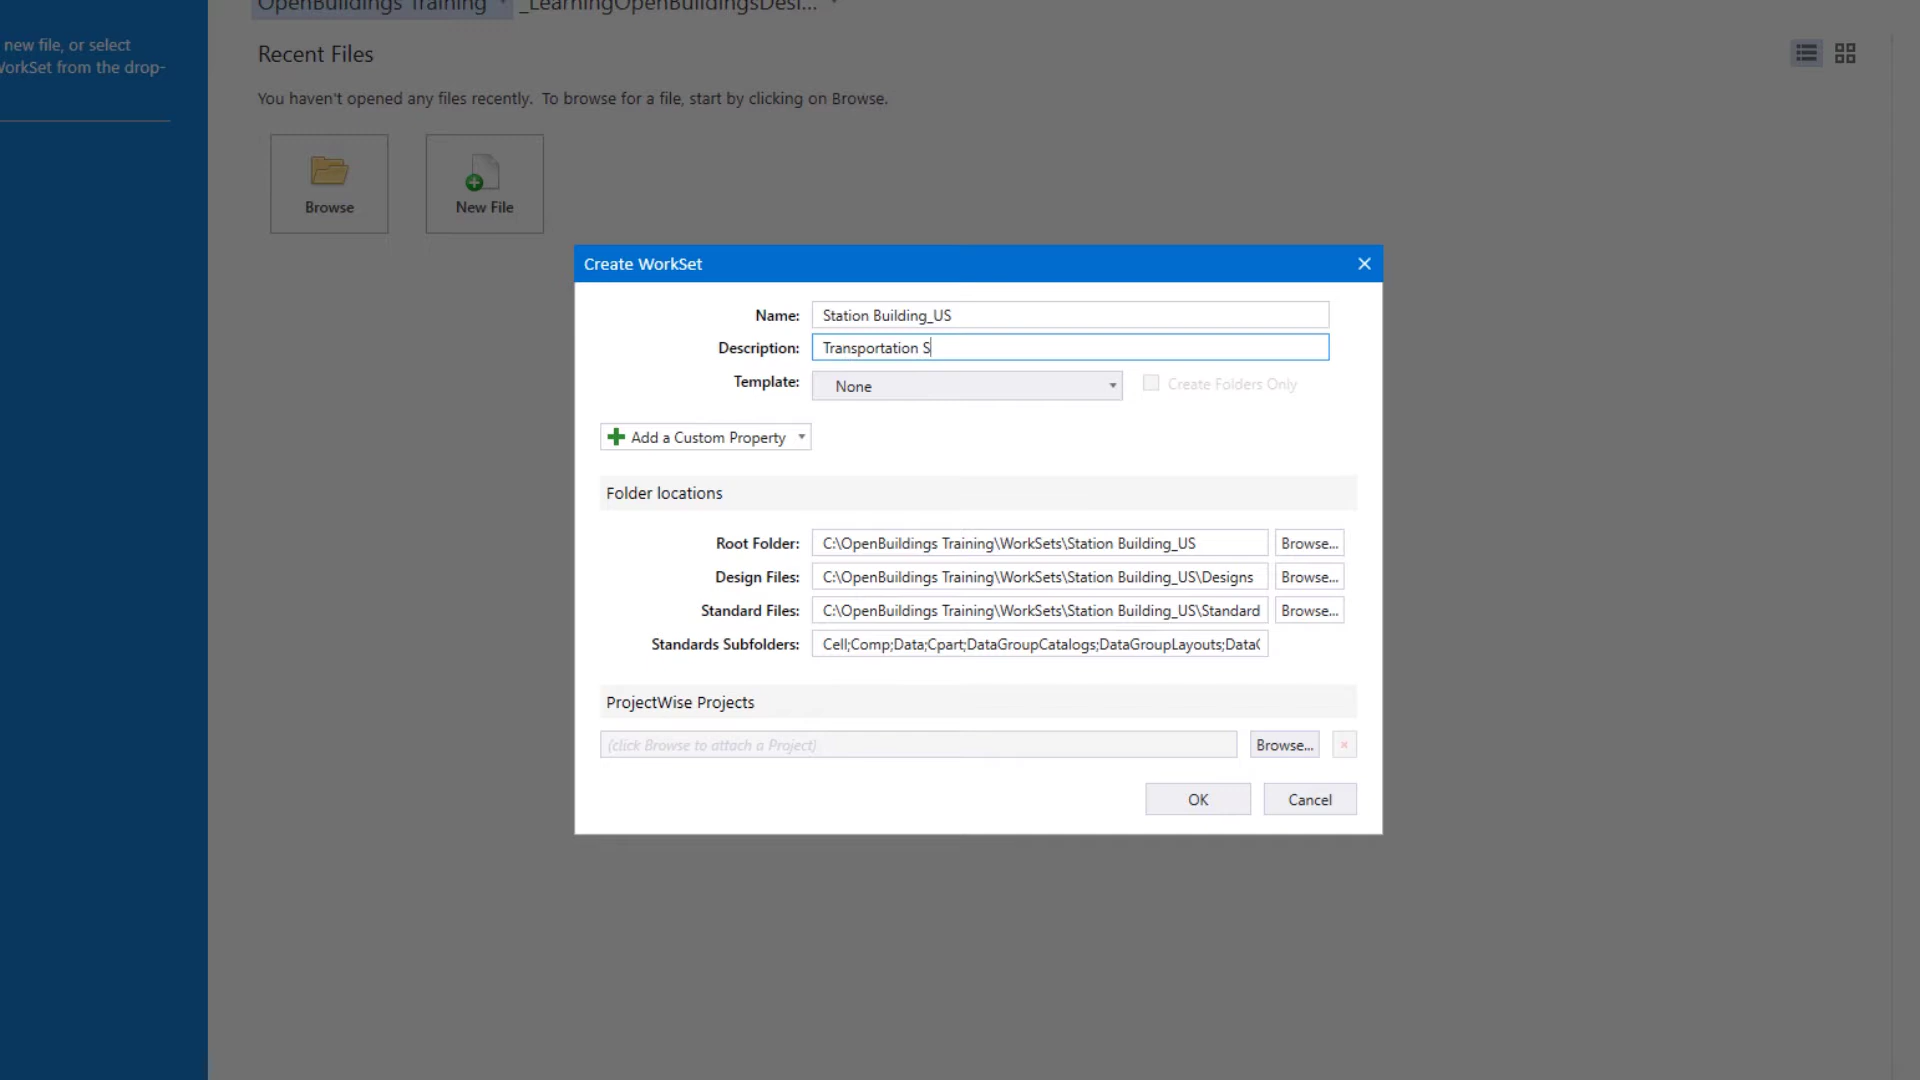 OpenBuildings Training _LearningOpenBuildingsDesi...
new file, or select
WorkSet from the drop-
Recent Files
You haven't opened any files recently. To browse for a file, start by clicking on Browse.
Browse
New File
Create WorkSet
Name: Station Building_US
Description: Transportation S
Template: None Create Folders Only
Add a Custom Property
Folder locations
Root Folder: C:\OpenBuildings Training\WorkSets\Station Building_US Browse...
Design Files: C:\OpenBuildings Training\WorkSets\Station Building_US\Designs Browse...
Standard Files: C:\OpenBuildings Training\WorkSets\Station Building_US\Standard Browse...
Standards Subfolders: Cell;Comp;Data;Cpart;DataGroupCatalogs;DataGroupLayouts;Data
ProjectWise Projects
(click Browse to attach a Project) Browse...
OK Cancel